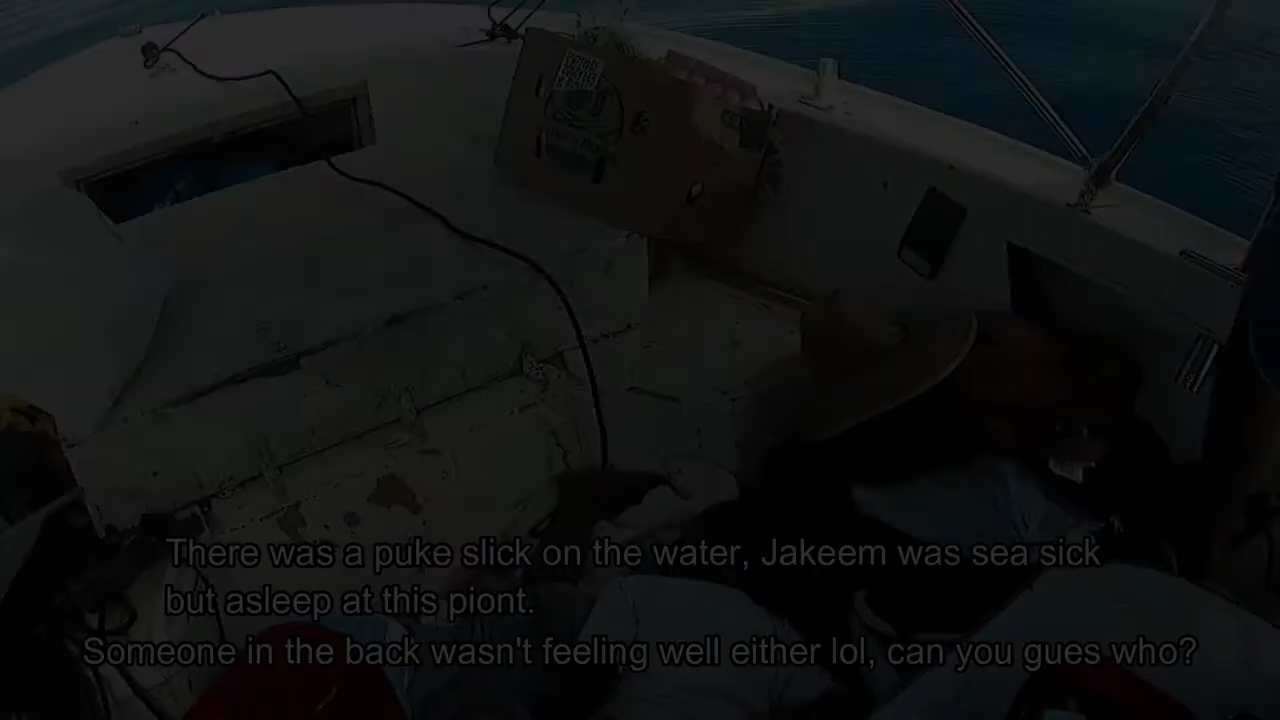 There was a puke slick on the water, Jakeem was sea sick
but asleep at this piont.
Someone in the back wasn't feeling well either lol, can you gues who?